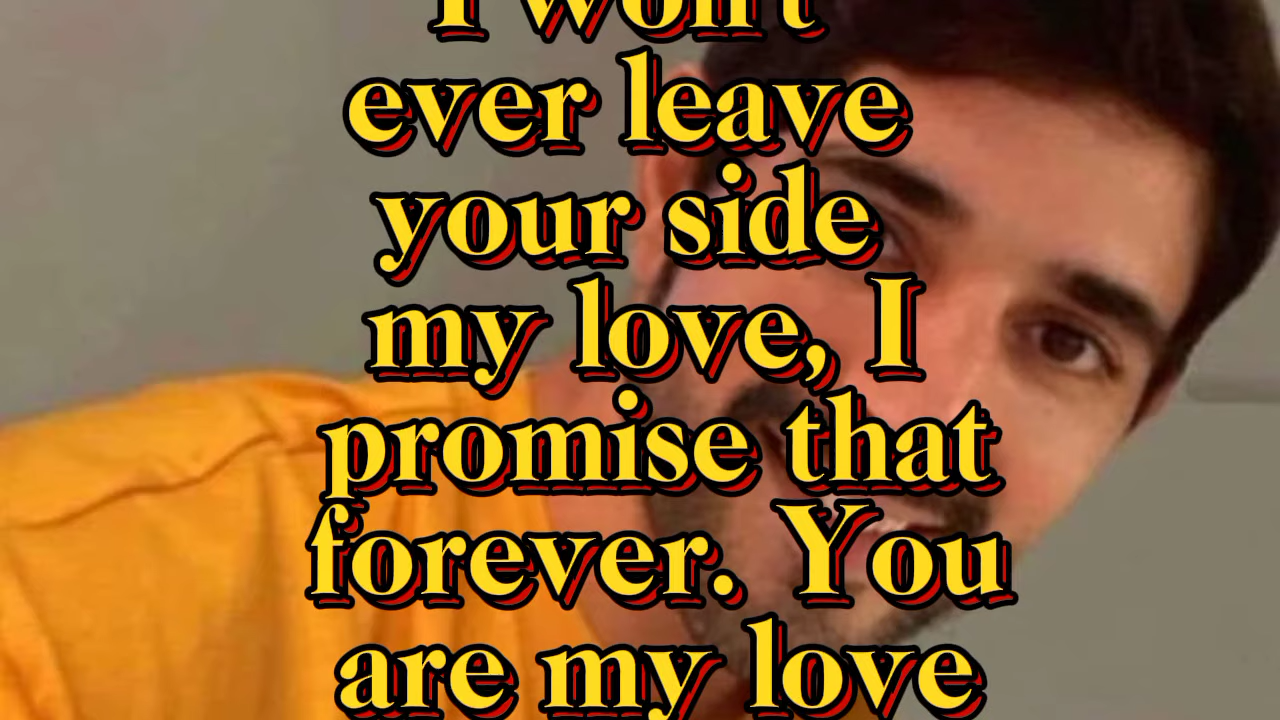 I won't
ever leave
your side
my love, I
promise that
forever. You
are my love